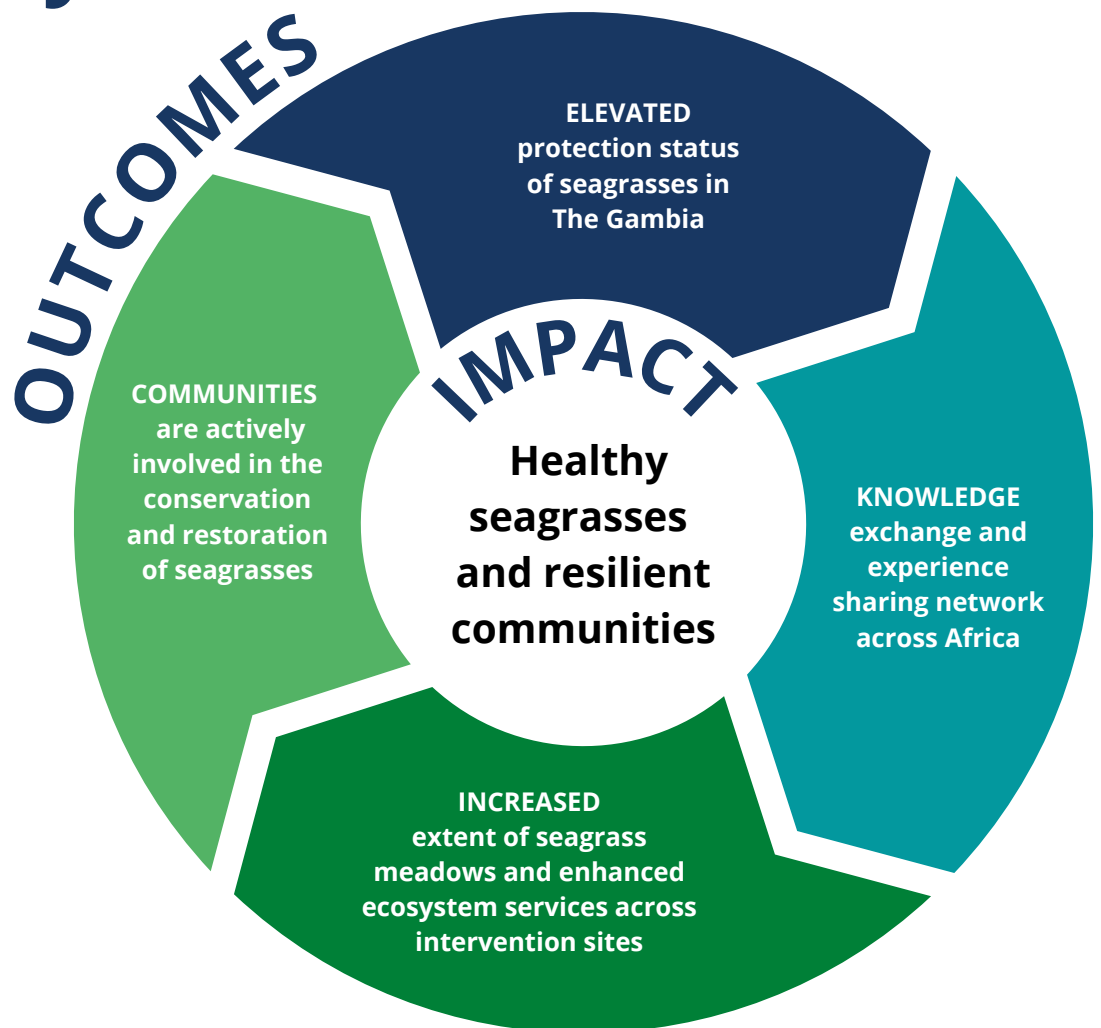 OUTCOMES
ELEVATED
protection status
of seagrasses in
The Gambia
IMPACT
Healthy
seagrasses
and resilient
communities
COMMUNITIES
are actively
involved in the
conservation
and restoration
of seagrasses
KNOWLEDGE
exchange and
experience
sharing network
across Africa
INCREASED
extent of seagrass
meadows and enhanced
ecosystem services across
intervention sites